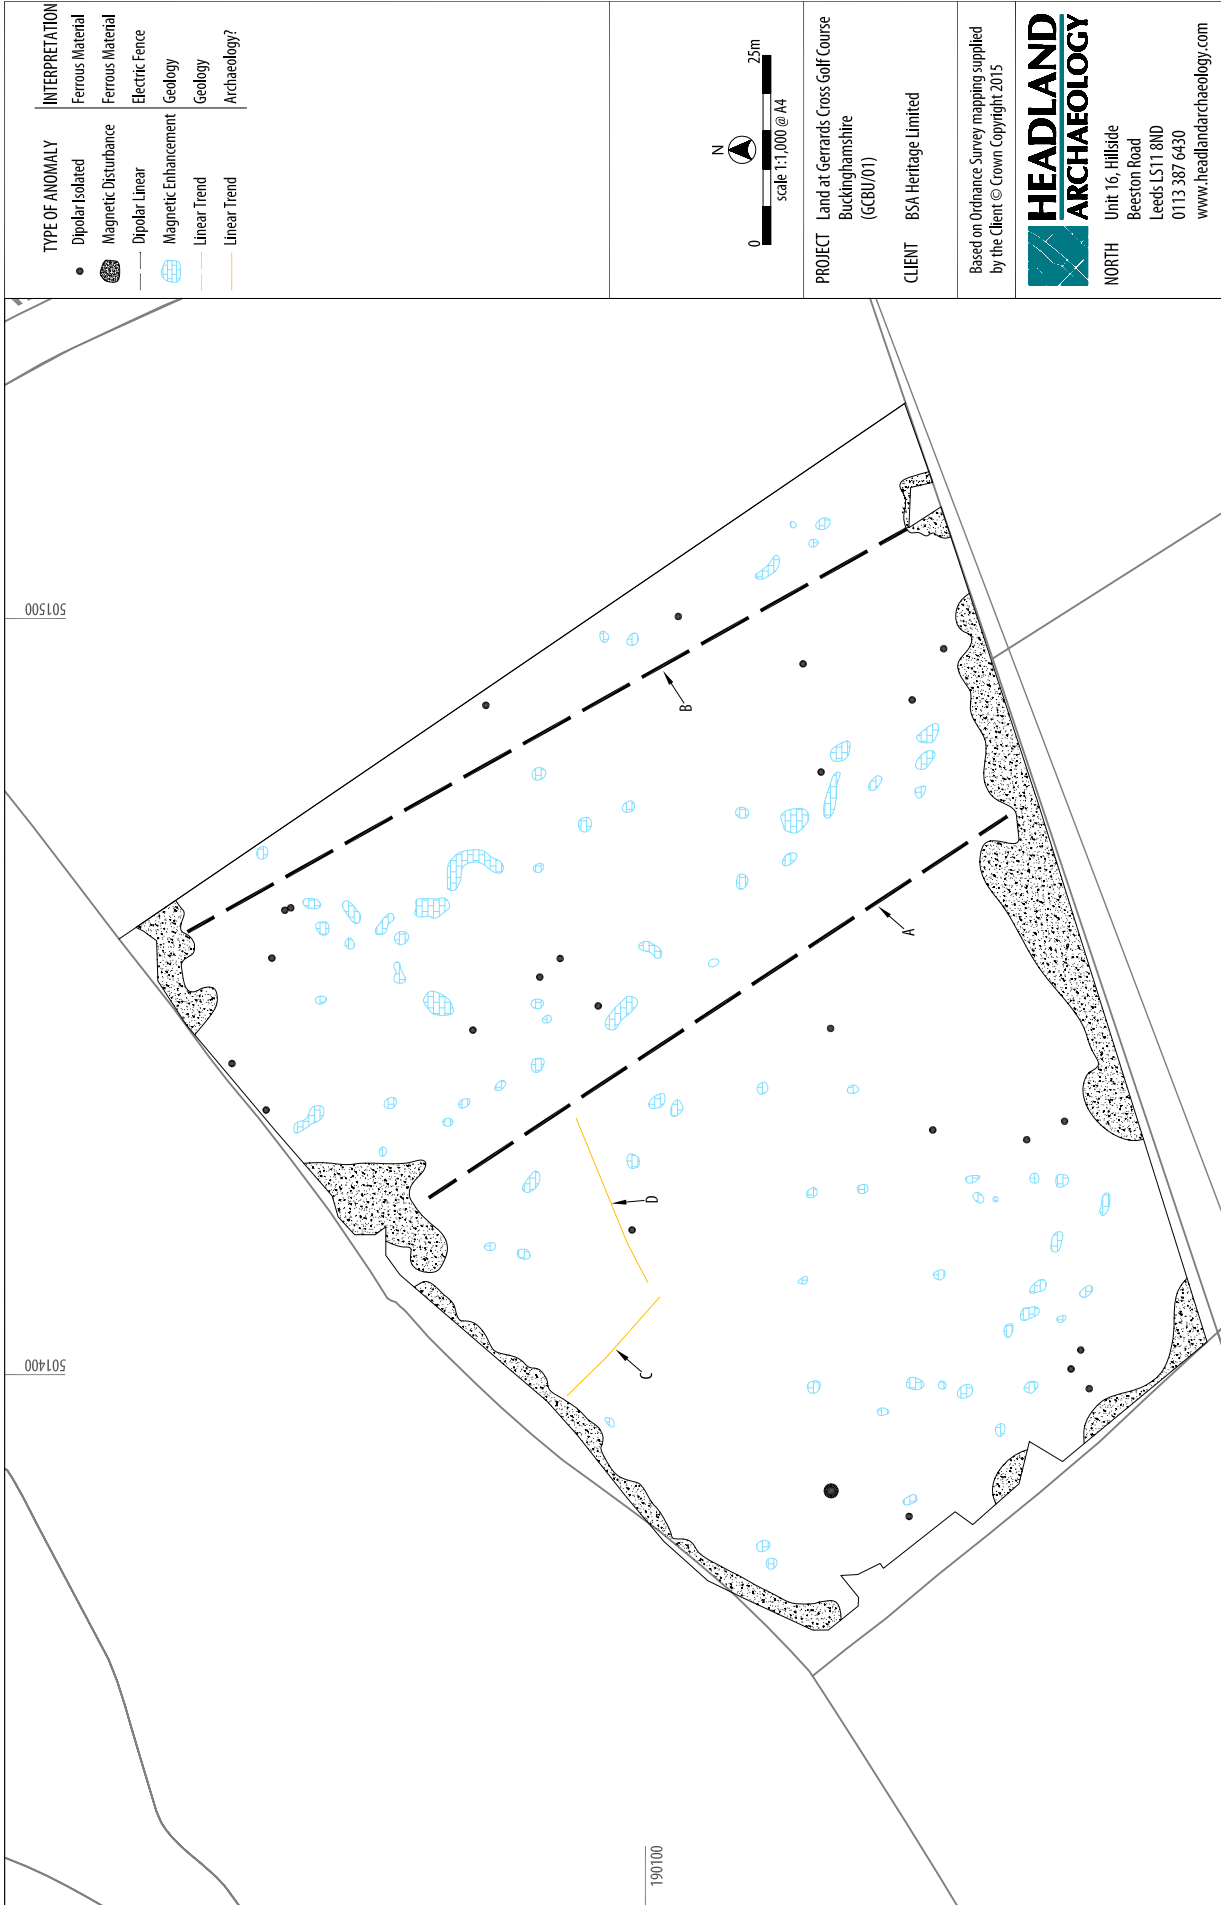 TYPE OF ANOMALY INTERPRETATION
Dipolar Isolated Ferrous Material
Magnetic Disturbance Ferrous Material
Dipolar Linear Electric Fence
Magnetic Enhancement Geology
Linear Trend Geology
Linear Trend Archaeology?
N
0 25m
scale 1:1,000 @ A4
PROJECT Land at Gerrards Cross Golf Course
Buckinghamshire
(GCBU/01)
CLIENT BSA Heritage Limited
Based on Ordnance Survey mapping supplied
by the Client © Crown Copyright 2015
HEADLAND
ARCHAEOLOGY
NORTH Unit 16, Hillside
Beeston Road
Leeds LS11 8ND
0113 387 6430
www.headlandarchaeology.com
501500
501400
190100
B
A
D
C